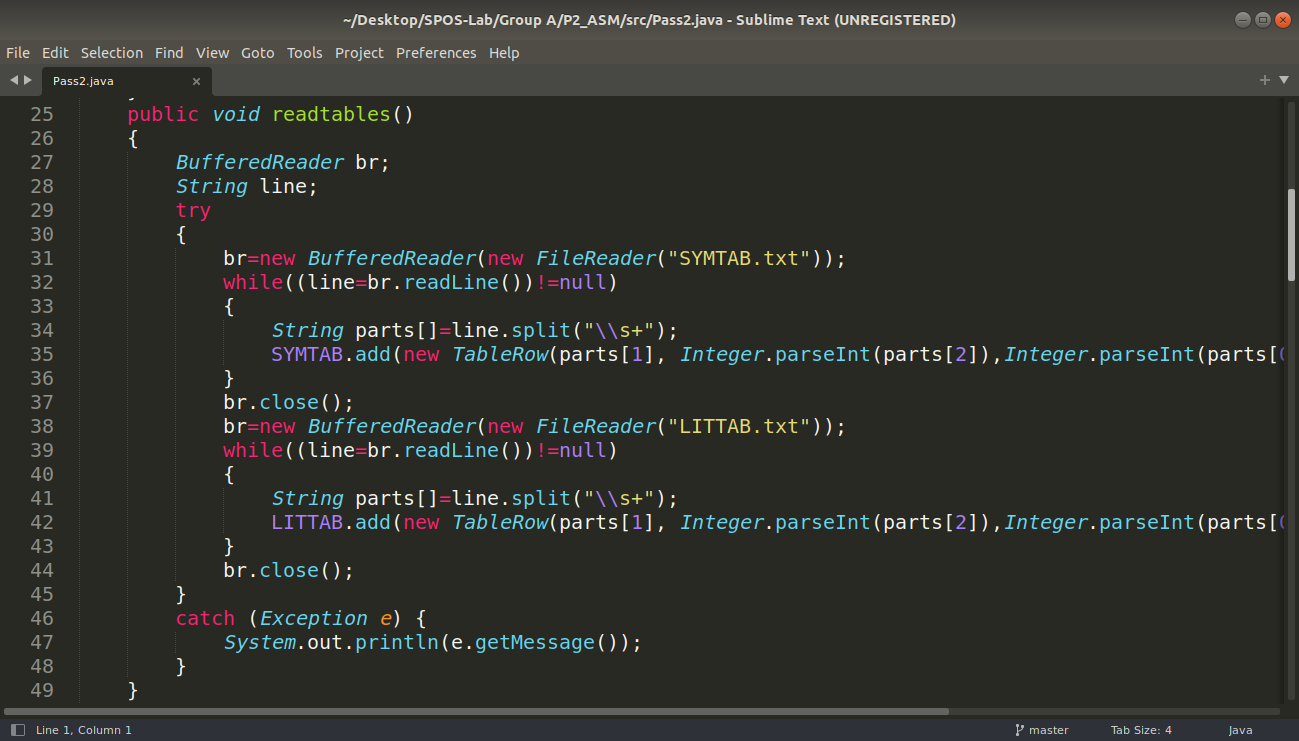 ~/Desktop/SPOS-Lab/Group A/P2_ASM/src/Pass2.java - Sublime Text (UNREGISTERED)
File Edit Selection Find View Goto Tools Project Preferences Help
Pass2.java
25 public void readtables()
26 {
27 BufferedReader br;
28 String line;
29 try
30 {
31 br=new BufferedReader(new FileReader("SYMTAB.txt"));
32 while((line=br.readLine())!=null)
33 {
34 String parts[]=line.split("\\s+");
35 SYMTAB.add(new TableRow(parts[1], Integer.parseInt(parts[2]),Integer.parseInt(parts[0
36 }
37 br.close();
38 br=new BufferedReader(new FileReader("LITTAB.txt"));
39 while((line=br.readLine())!=null)
40 {
41 String parts[]=line.split("\\s+");
42 LITTAB.add(new TableRow(parts[1], Integer.parseInt(parts[2]),Integer.parseInt(parts[0
43 }
44 br.close();
45 }
46 catch (Exception e) {
47 System.out.println(e.getMessage());
48 }
49 }
Line 1, Column 1 master Tab Size: 4 Java